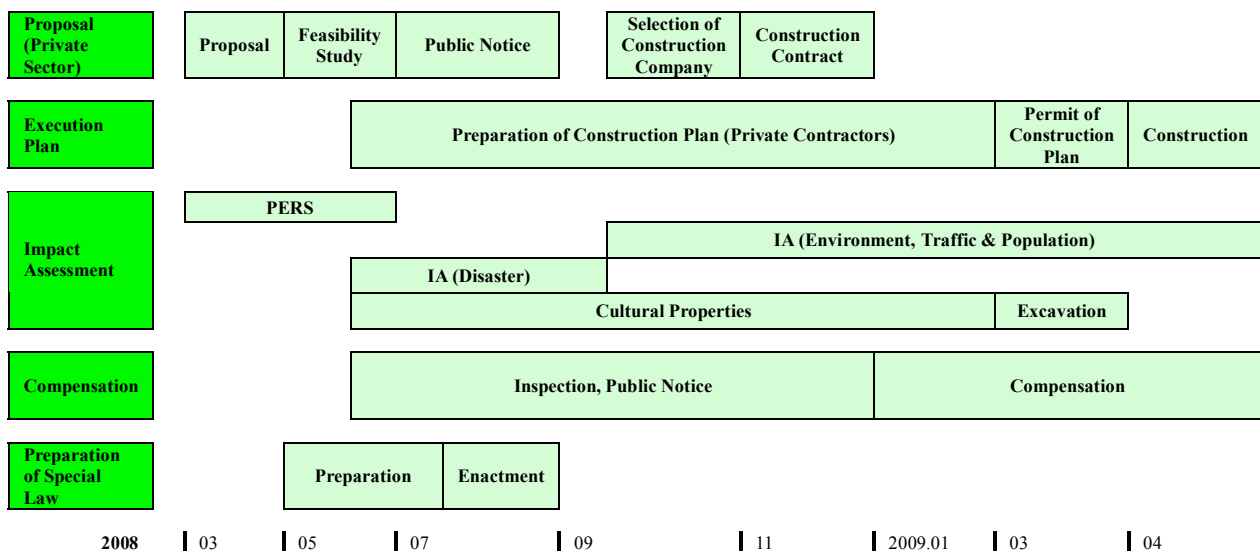 Proposal
(Private
Sector)
Proposal
Feasibility
Study
Public Notice
Selection of
Construction
Company
Construction
Contract
Execution
Plan
Preparation of Construction Plan (Private Contractors)
Permit of
Construction
Plan
Construction
Impact
Assessment
PERS
IA (Environment, Traffic & Population)
IA (Disaster)
Cultural Properties
Excavation
Compensation
Inspection, Public Notice
Compensation
Preparation
of Special
Law
Preparation
Enactment
2008
03
05
07
09
11
2009.01
03
04